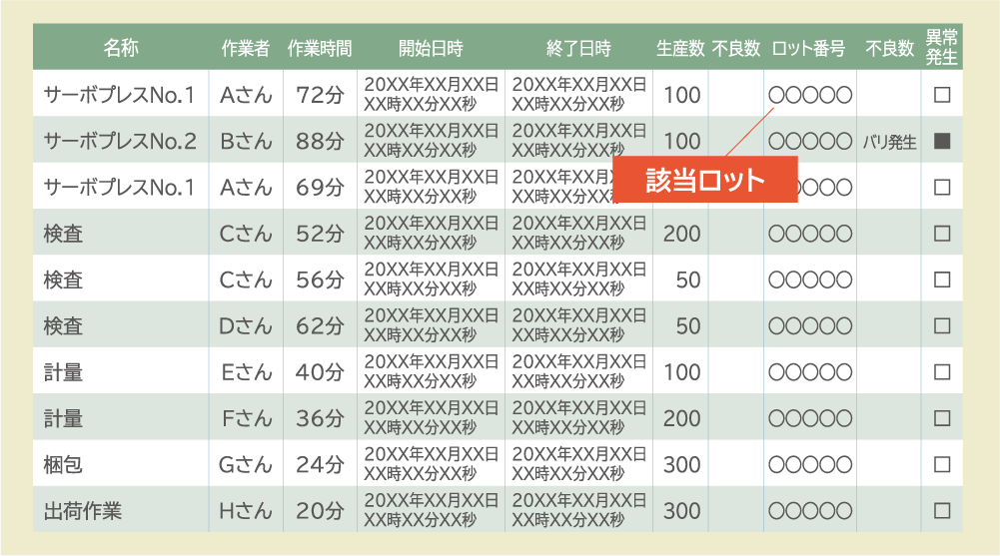 名称 作業者 作業時間 開始日時 終了日時 生産数 不良数 ロット番号 不良数 異常発生
サーボプレスNo.1 Aさん 72分 20XX年XX月XX日 XX時XX分XX秒 20XX年XX月XX日 XX時XX分XX秒 100 〇〇〇〇〇 □
サーボプレスNo.2 Bさん 88分 20XX年XX月XX日 XX時XX分XX秒 20XX年XX月XX日 XX時XX分XX秒 100 〇〇〇〇〇 バリ発生 ■
該当ロット
サーボプレスNo.1 Aさん 69分 20XX年XX月XX日 XX時XX分XX秒 20XX年XX月 XX時XX分XX 〇〇〇〇 □
検査 Cさん 52分 20XX年XX月XX日 XX時XX分XX秒 20XX年XX月XX日 XX時XX分XX秒 200 〇〇〇〇〇 □
検査 Cさん 56分 20XX年XX月XX日 XX時XX分XX秒 20XX年XX月XX日 XX時XX分XX秒 50 〇〇〇〇〇 □
検査 Dさん 62分 20XX年XX月XX日 XX時XX分XX秒 20XX年XX月XX日 XX時XX分XX秒 50 〇〇〇〇〇 □
計量 Eさん 40分 20XX年XX月XX日 XX時XX分XX秒 20XX年XX月XX日 XX時XX分XX秒 100 〇〇〇〇〇 □
計量 Fさん 36分 20XX年XX月XX日 XX時XX分XX秒 20XX年XX月XX日 XX時XX分XX秒 200 〇〇〇〇〇 □
梱包 Gさん 24分 20XX年XX月XX日 XX時XX分XX秒 20XX年XX月XX日 XX時XX分XX秒 300 〇〇〇〇〇 □
出荷作業 Hさん 20分 20XX年XX月XX日 XX時XX分XX秒 20XX年XX月XX日 XX時XX分XX秒 300 〇〇〇〇〇 □